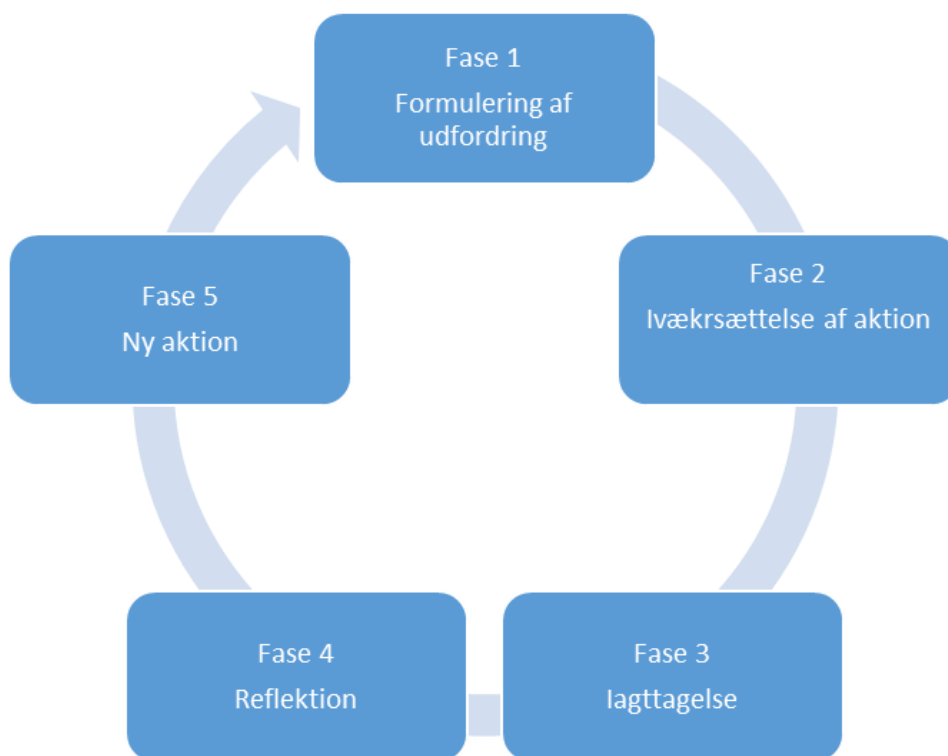 Fase 1
Formulering af
udfordring
Fase 2
Ivækrsættelse af aktion
Fase 3
Iagttagelse
Fase 4
Reflektion
Fase 5
Ny aktion